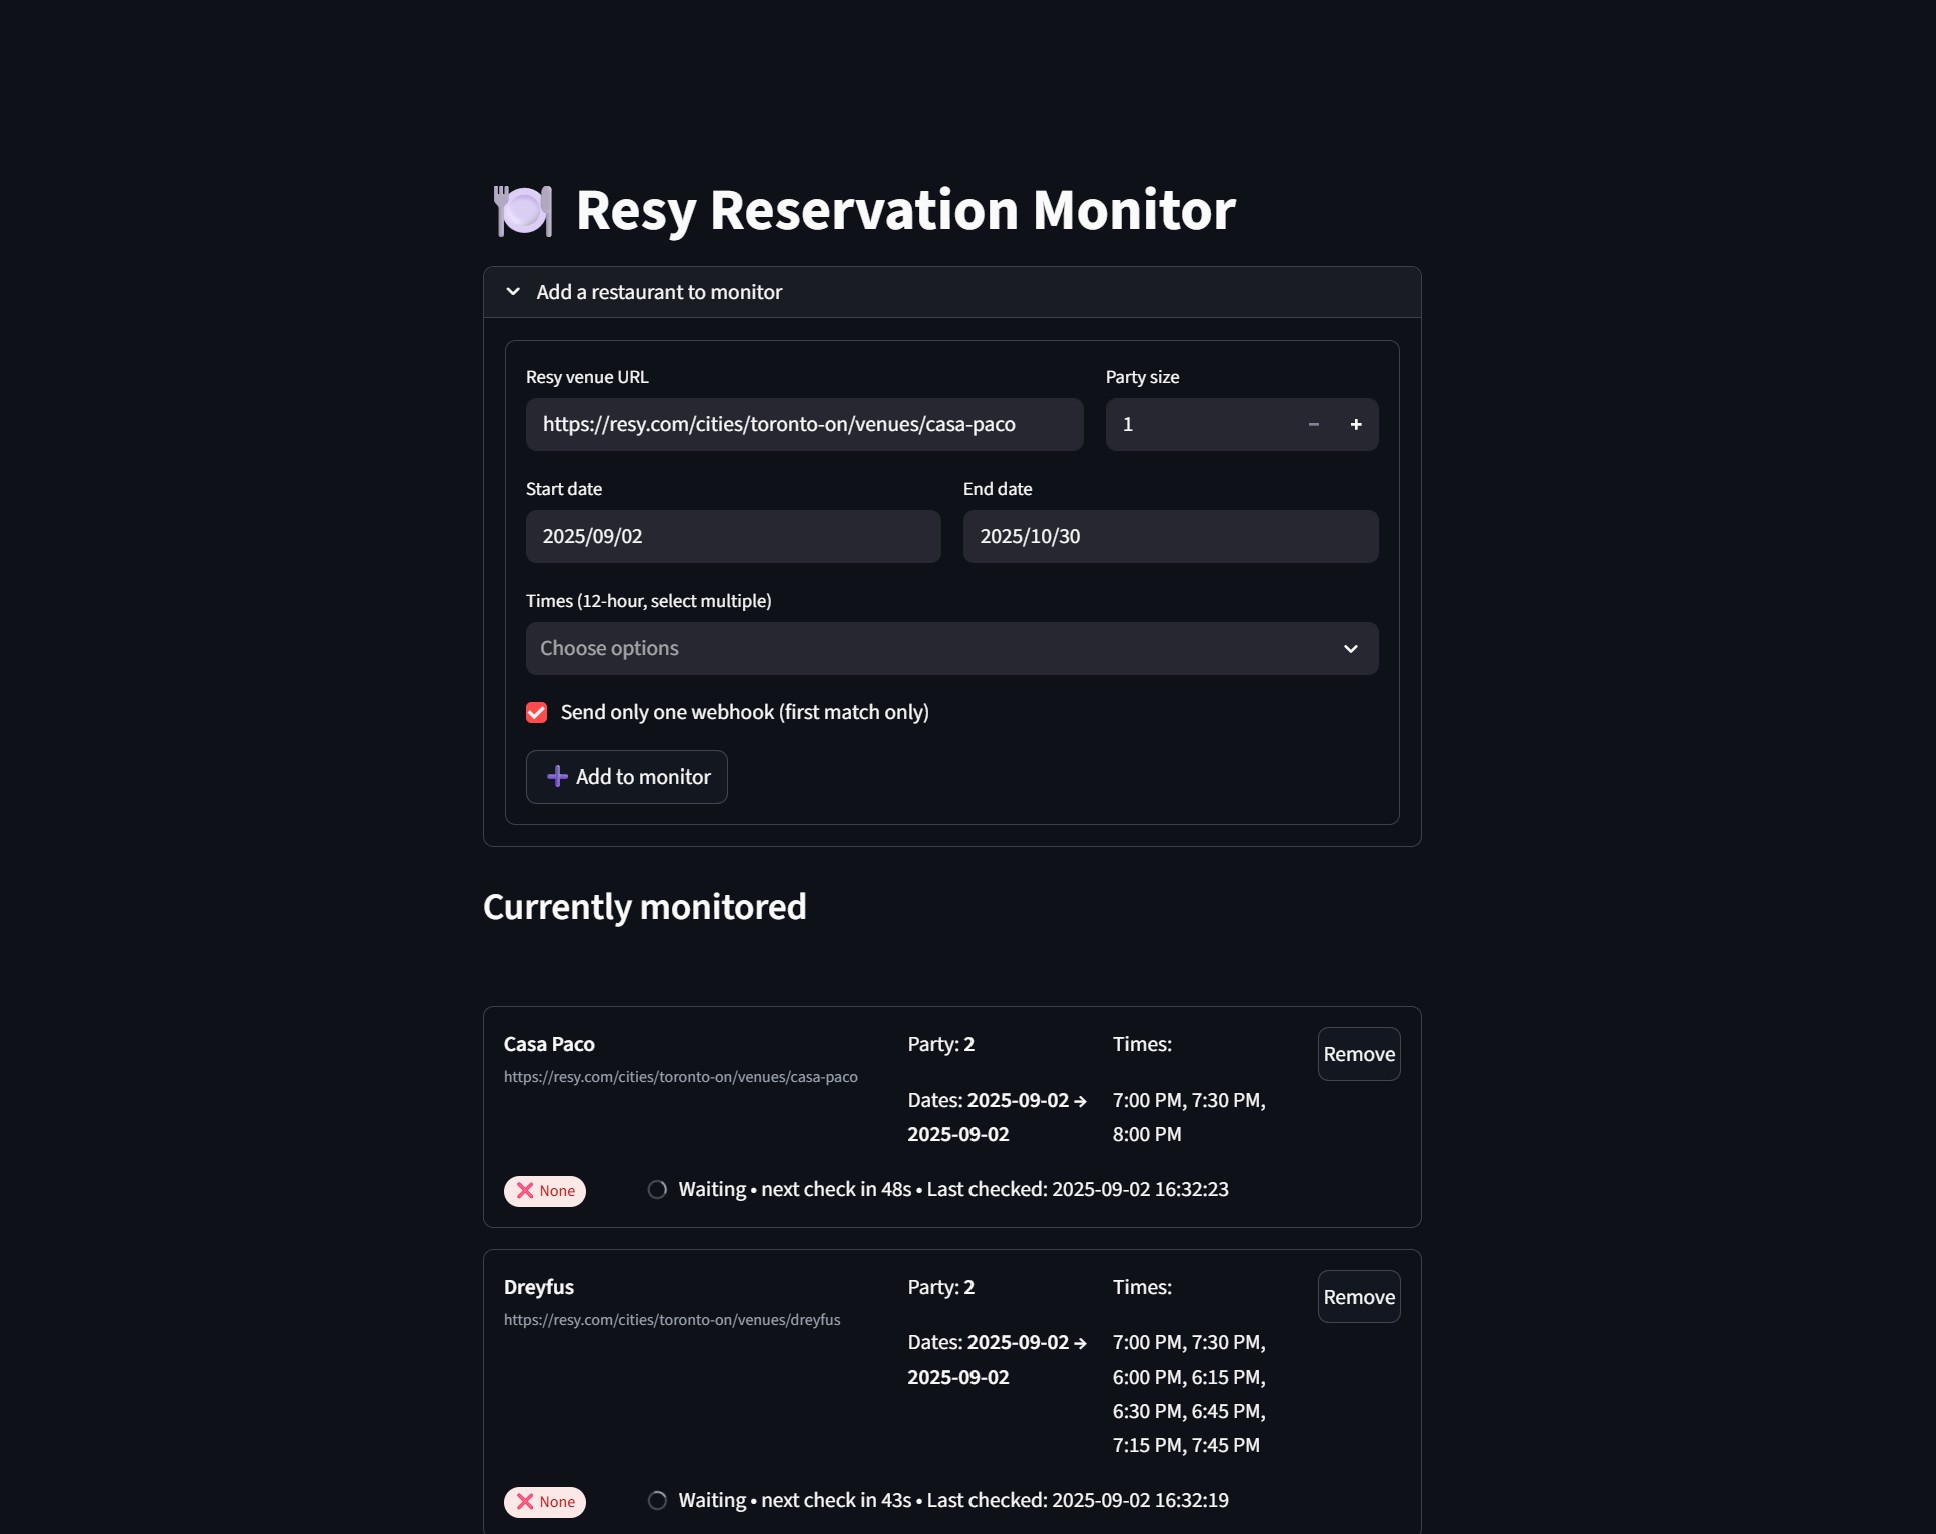 Resy Reservation Monitor
Add a restaurant to monitor
Resy venue URL
Party size
https://resy.com/cities/toronto-on/venues/casa-paco
1
Start date
End date
2025/09/02
2025/10/30
Times (12-hour, select multiple)
Choose options
Send only one webhook (first match only)
Add to monitor
Currently monitored
Casa Paco
https://resy.com/cities/toronto-on/venues/casa-paco
Party: 2
Dates: 2025-09-02 →
2025-09-02
Times:
7:00 PM, 7:30 PM,
8:00 PM
Remove
None
Waiting • next check in 48s • Last checked: 2025-09-02 16:32:23
Dreyfus
https://resy.com/cities/toronto-on/venues/dreyfus
Party: 2
Dates: 2025-09-02 →
2025-09-02
Times:
7:00 PM, 7:30 PM,
6:00 PM, 6:15 PM,
6:30 PM, 6:45 PM,
7:15 PM, 7:45 PM
Remove
None
Waiting • next check in 43s • Last checked: 2025-09-02 16:32:19